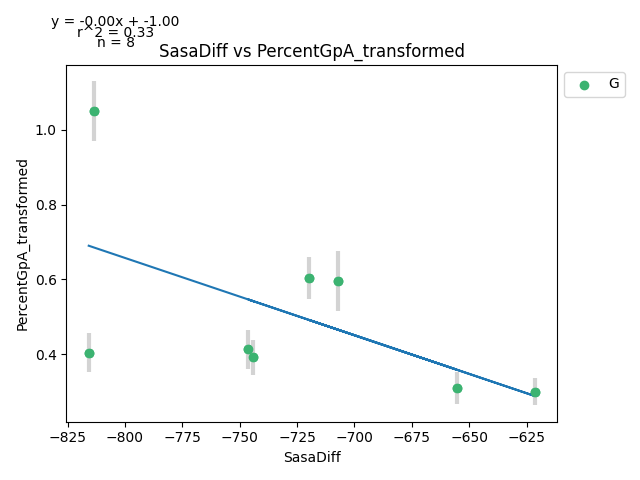 y = -0.00x + -1.00
r^2 = 0.33
n = 8
SasaDiff vs PercentGpA_transformed
G
PercentGpA_transformed
1.0
0.8
0.6
0.4
−825 −800 −775 −750 −725 −700 −675 −650 −625
SasaDiff